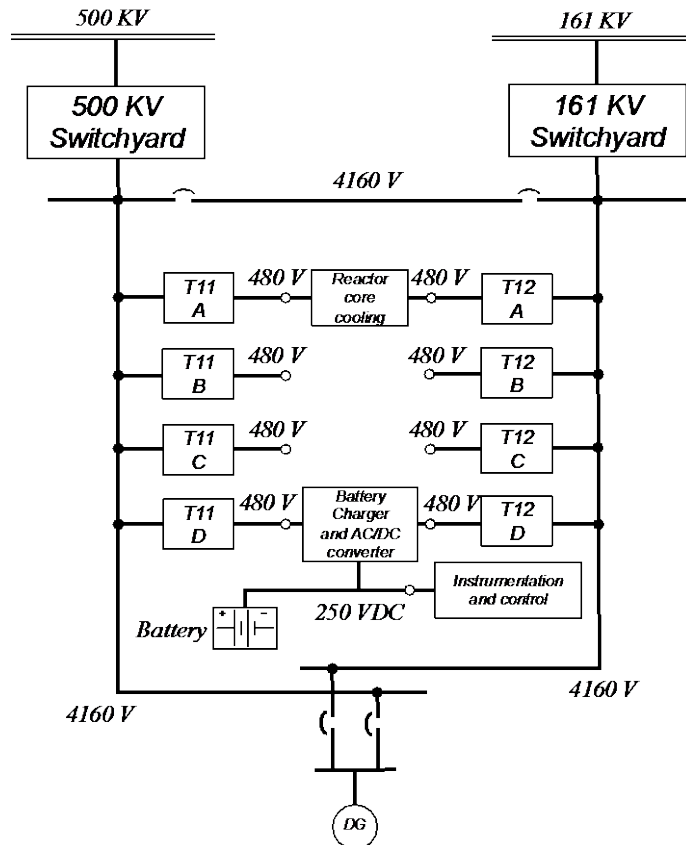 500 KV
161 KV
500 KV
Switchyard
161 KV
Switchyard
4160 V
T11
A
480 V
Reactor
core
cooling
480 V
T12
A
T11
B
480 V
480 V
T12
B
T11
C
480 V
480 V
T12
C
T11
D
480 V
Battery
Charger
and AC/DC
converter
480 V
T12
D
Instrumentation
and control
250 VDC
Battery
+ -
4160 V
4160 V
DG